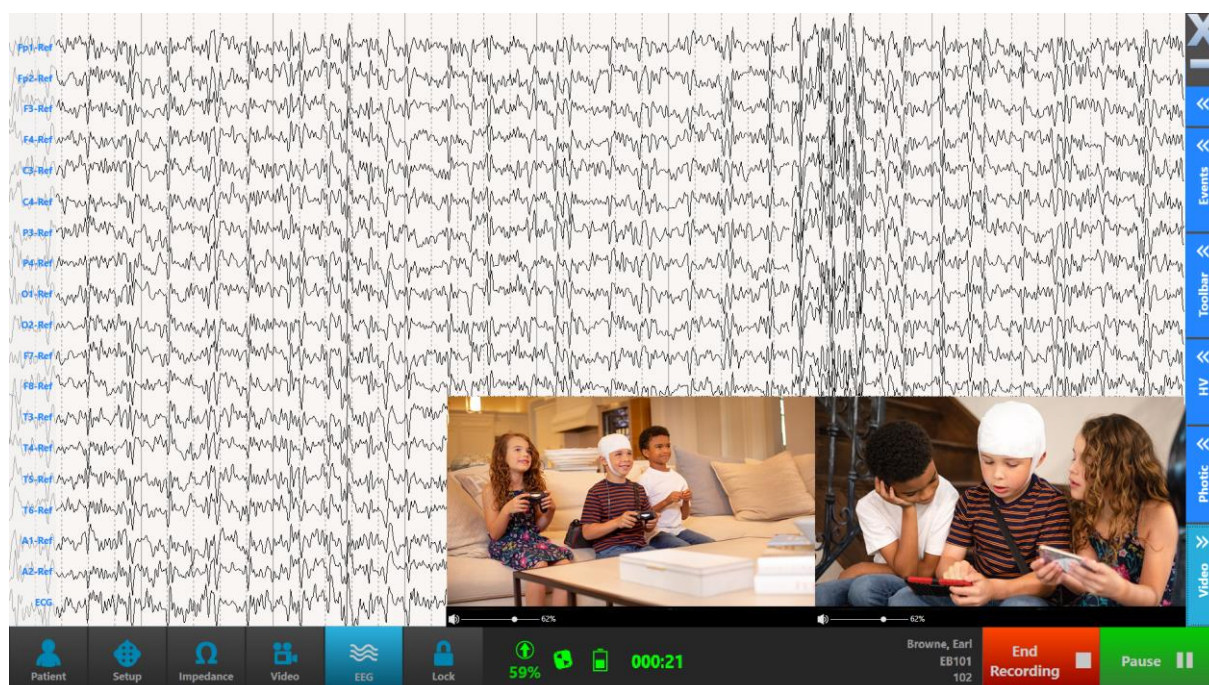 Fp1-Ref
Fp2-Ref
F3-Ref
F4-Ref
C3-Ref
C4-Ref
P3-Ref
P4-Ref
O1-Ref
O2-Ref
F7-Ref
F8-Ref
T3-Ref
T4-Ref
T5-Ref
T6-Ref
A1-Ref
A2-Ref
ECG
Events
Toolbar
HV
Photic
Video
62%
62%
Patient
Setup
Impedance
Video
EEG
Lock
59%
000:21
Browne, Earl
EB101
102
End
Recording
Pause